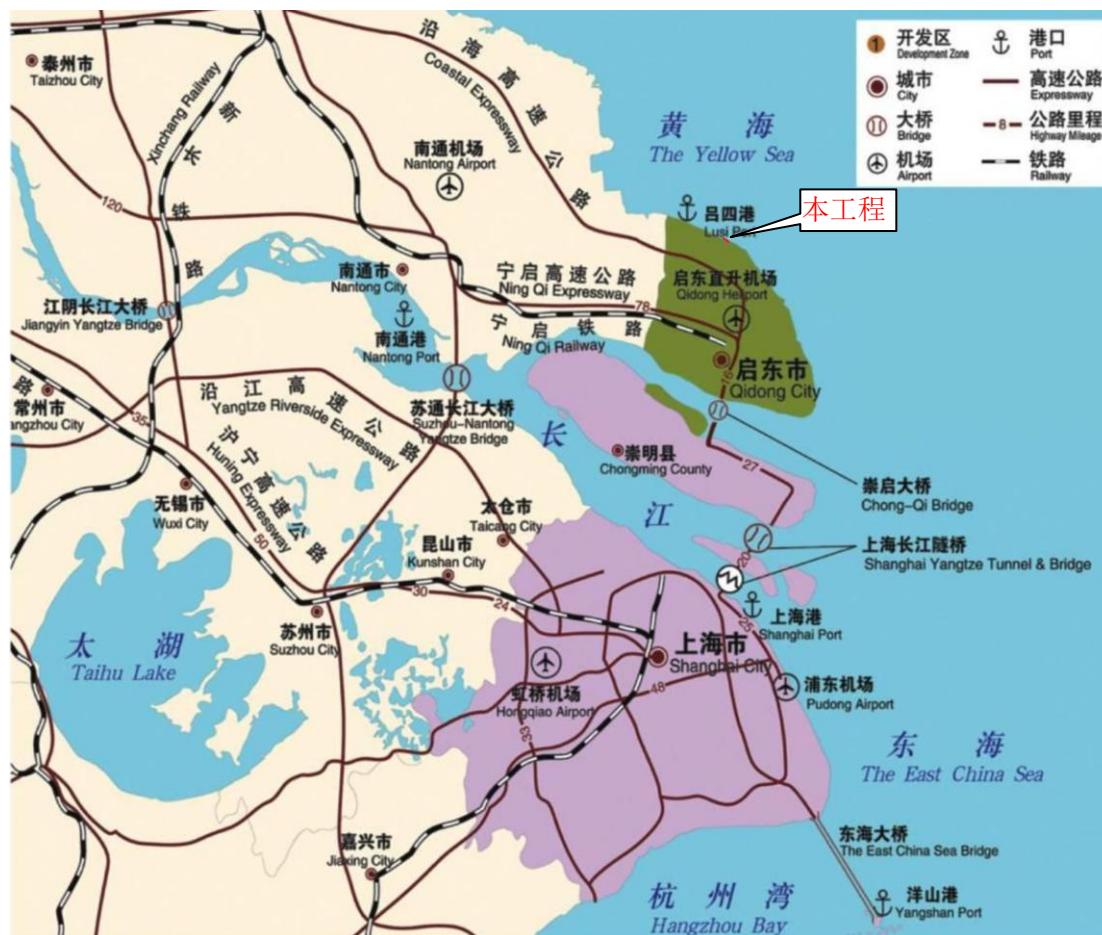 泰州市
Taizhou City
Xinchang Railway
新长铁路
沿海高速公路
Coastal Expressway
南通机场
Nantong Airport
黄海
The Yellow Sea
1
开发区
Development Zone
港口
Port
城市
City
高速公路
Expressway
大桥
Bridge
8
公路里程
Highway Mileage
机场
Airport
铁路
Railway
吕四港
Lusi Port
本工程
120
南通市
Nantong City
宁启高速公路
Ning Qi Expressway
78
启东直升机场
Qidong Heliport
江阴长江大桥
Jiangyin Yangtze Bridge
南通港
Nantong Port
宁启铁路
Ning Qi Railway
启东市
Qidong City
16
路
常州市
angzhou City
35
沿江高速公路
Yangtze Riverside Expressway
苏通长江大桥
Suzhou-Nantong
Yangtze Bridge
沪宁高速公路
Huning Expressway
长江
崇明县
Chongming County
27
崇启大桥
Chong-Qi Bridge
无锡市
Wuxi City
50
太仓市
Taicang City
昆山市
Kunshan City
上海长江隧桥
Shanghai Yangtze Tunnel & Bridge
20
30
24
25
上海港
Shanghai Port
苏州市
Suzhou City
太湖
Taihu Lake
上海市
Shanghai City
48
虹桥机场
Hongqiao Airport
33
浦东机场
Pudong Airport
东海
The East China Sea
嘉兴市
Jiaxing City
东海大桥
The East China Sea Bridge
杭州湾
Hangzhou Bay
洋山港
Yangshan Port